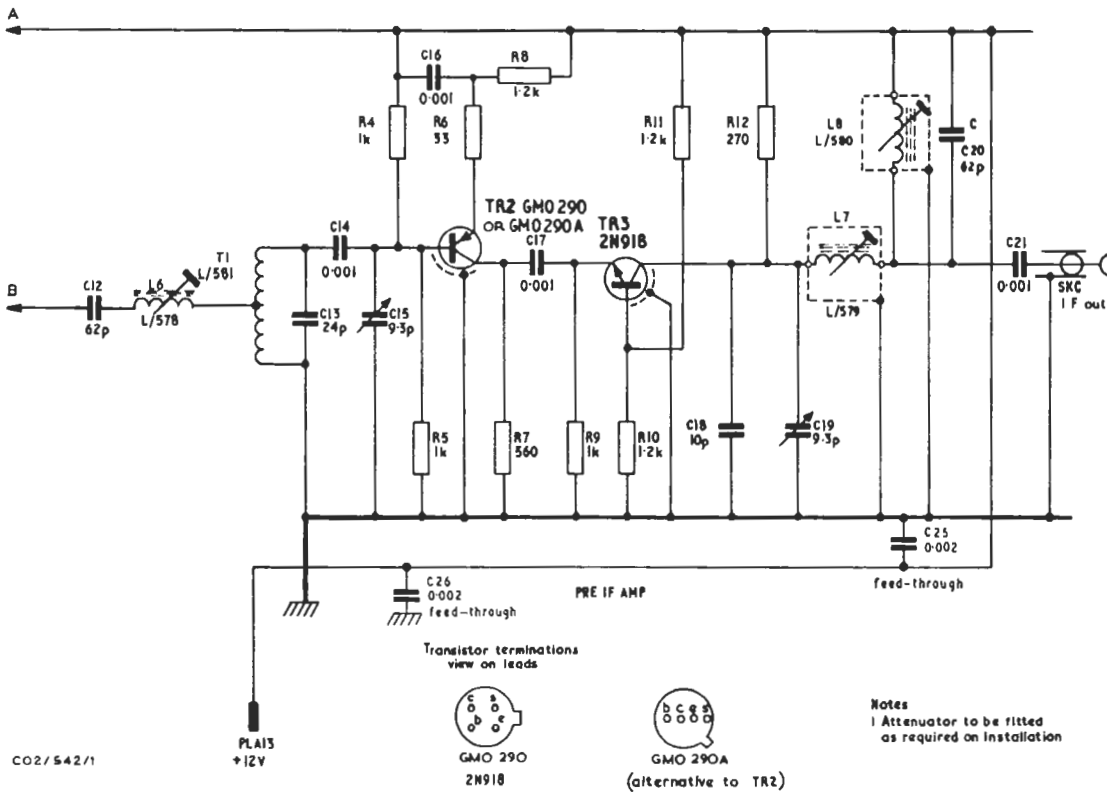 A
C16
0·001
R8
1·2k
R4
1k
R6
33
R11
1·2k
R12
270
L8
L/580
C
C20
62p
TR2 GMO290
OR GMO290A
TR3
2N918
C14
0·001
C17
0·001
L7
L/579
C21
0·001
SKC
IF out
T1
L/581
B
C12
62p
L6
L/578
C13
24p
C15
9·3p
R5
1k
R7
560
R9
1k
R10
1·2k
C18
10p
C19
9·3p
C25
0·002
feed-through
C26
0·002
feed-through
PRE IF AMP
Transistor terminations
view on leads
c s
b e
GMO 290
2N918
b c e s
GMO 290A
(alternative to TR2)
Notes
1 Attenuator to be fitted
as required on installation
PLA13
+12V
CO2/542/1